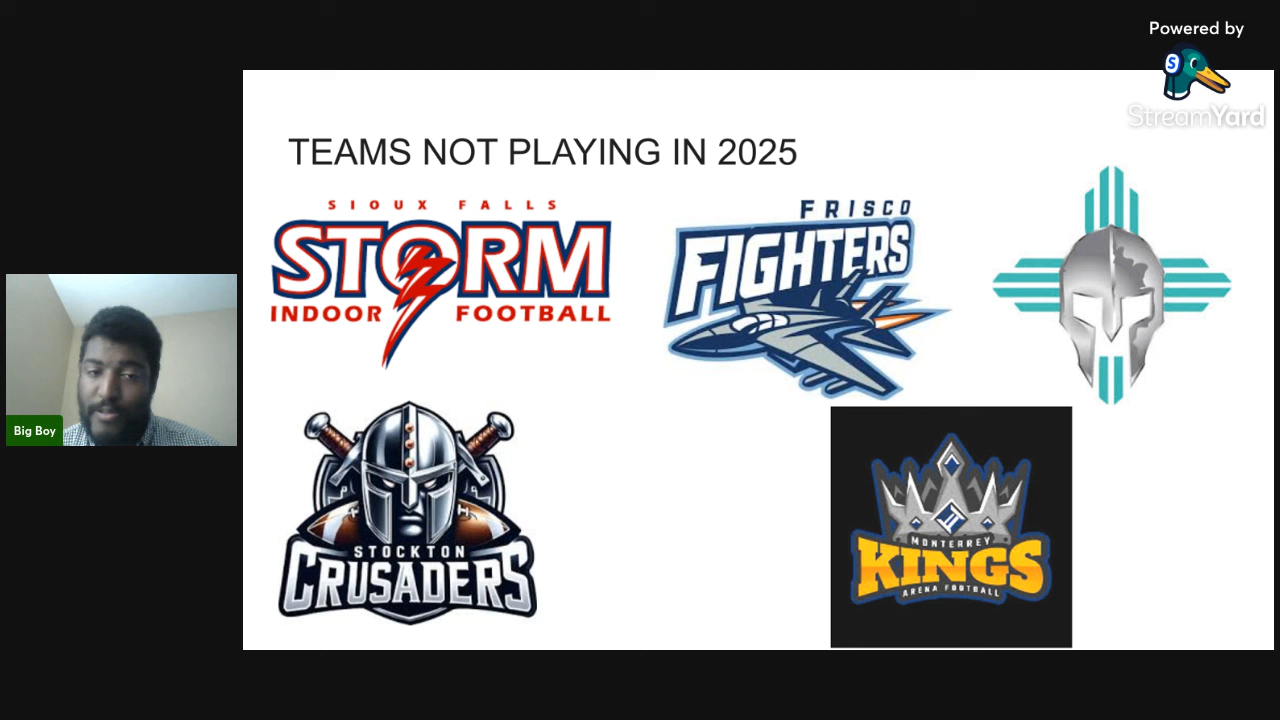 Powered by
StreamYard
TEAMS NOT PLAYING IN 2025
SIOUX FALLS
STORM
INDOOR FOOTBALL
FRISCO
FIGHTERS
Big Boy
STOCKTON
CRUSADERS
MONTERREY
KINGS
ARENA FOOTBALL